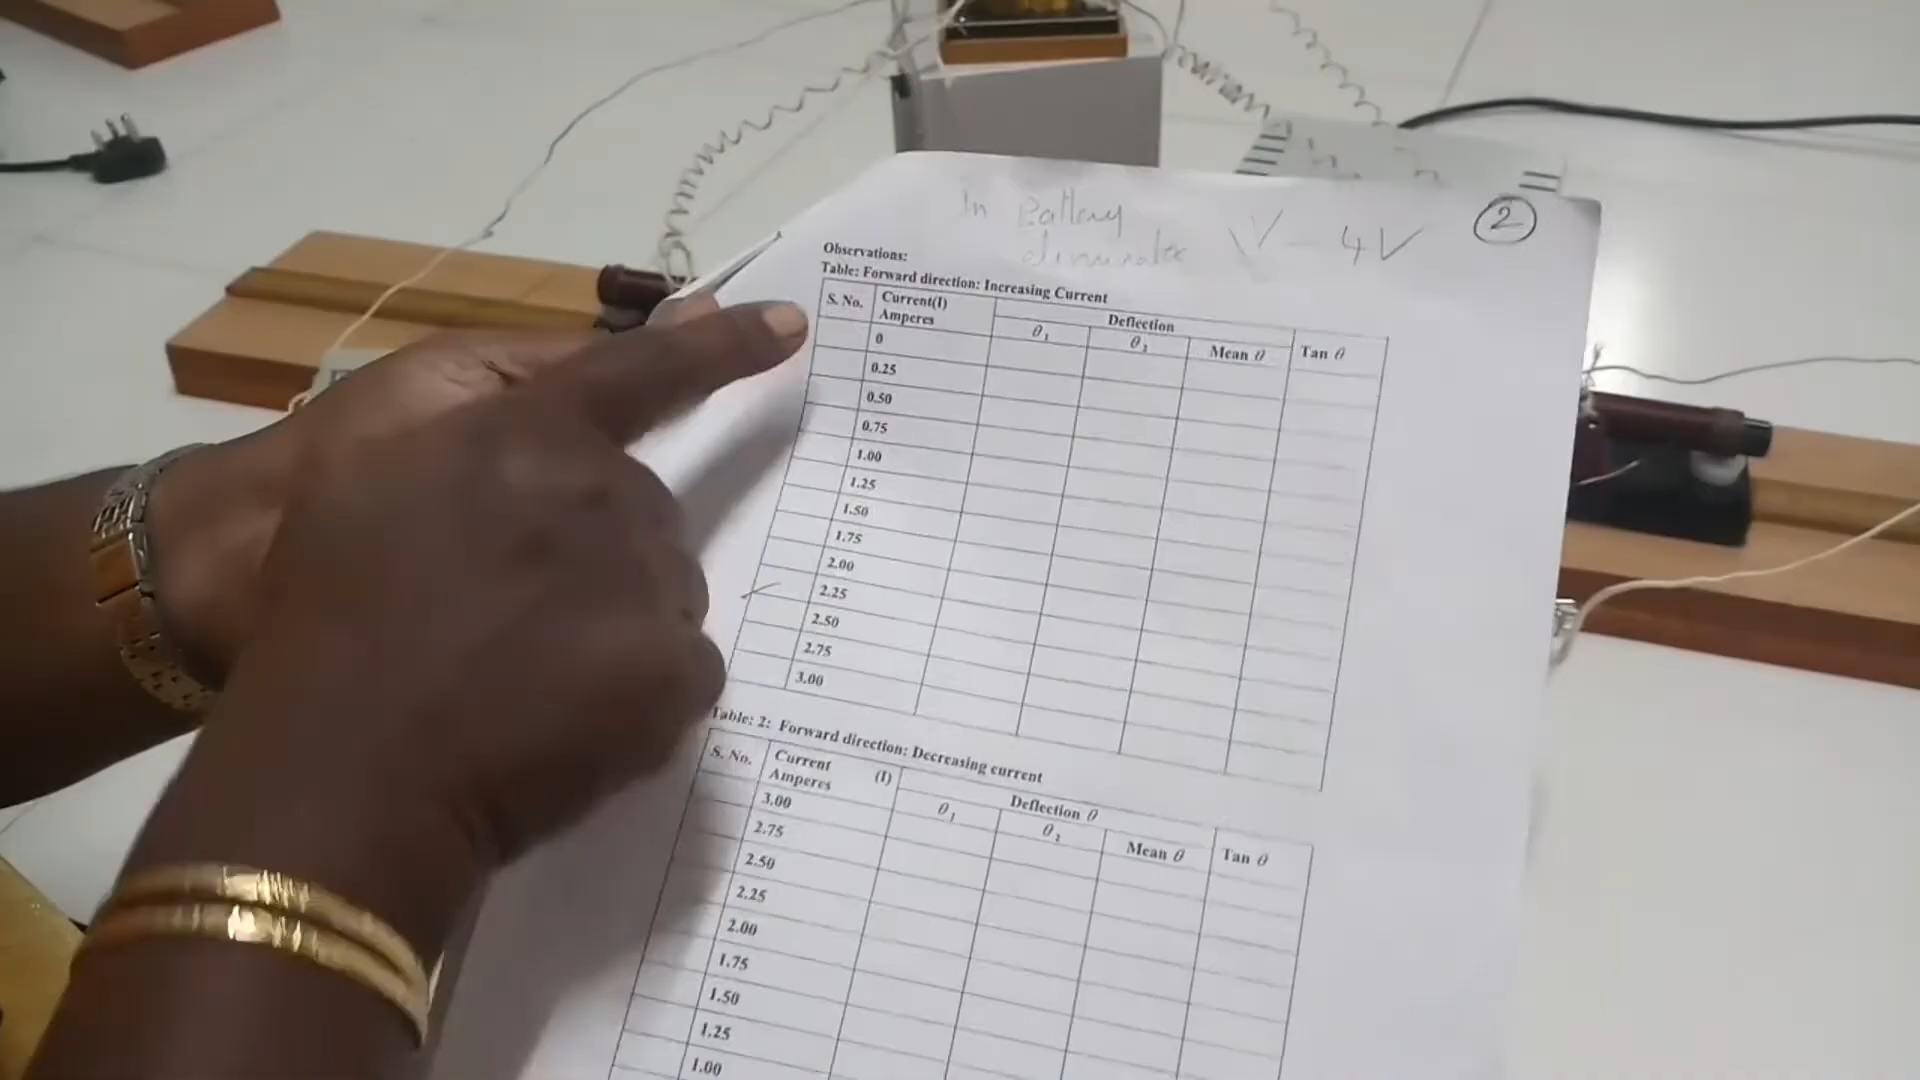 In Battery V - 4V 2
eliminator
Observations:
Table: Forward direction: Increasing Current
S. No. Current(I) Amperes Deflection Tan θ
θ1 θ2 Mean θ
0
0.25
0.50
0.75
1.00
1.25
1.50
1.75
2.00
2.25
2.50
2.75
3.00
Table: 2: Forward direction: Decreasing current
S. No. Current (I) Amperes Deflection θ Tan θ
θ1 θ2 Mean θ
3.00
2.75
2.50
2.25
2.00
1.75
1.50
1.25
1.00